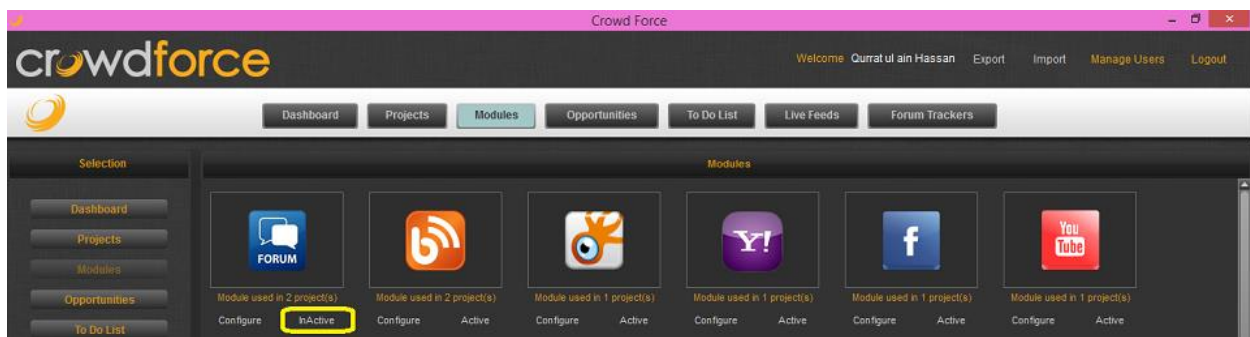 Crowd Force
crowdforce
Welcome Qurrat ul ain Hassan Export Import Manage Users Logout
Dashboard Projects Modules Opportunities To Do List Live Feeds Forum Trackers
Selection
Modules
Dashboard
Projects
Modules
Opportunities
To Do List
FORUM
b
Y!
f
You Tube
Module used in 2 project(s) Module used in 2 project(s) Module used in 1 project(s) Module used in 1 project(s) Module used in 1 project(s) Module used in 1 project(s)
Configure InActive Configure Active Configure Active Configure Active Configure Active Configure Active